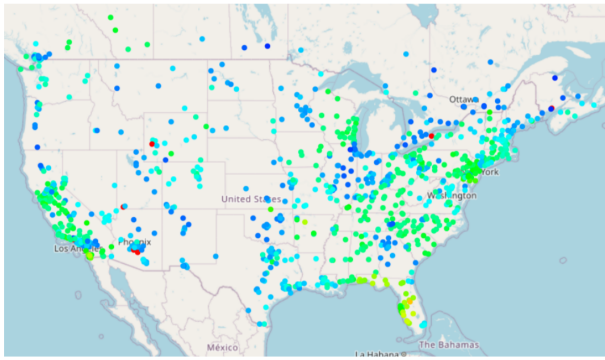 Ottawa
York
United States
Washington
Phoenix
Los Angeles
México
The Bahamas
La Habana